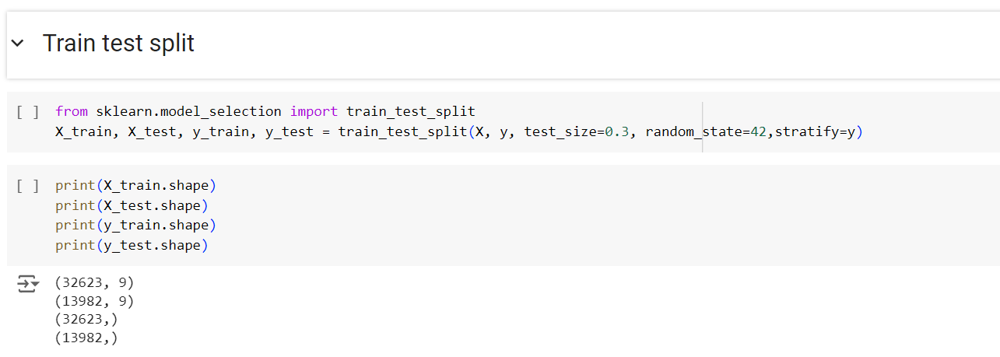 Train test split
[ ] from sklearn.model_selection import train_test_split
X_train, X_test, y_train, y_test = train_test_split(X, y, test_size=0.3, random_state=42,stratify=y)
[ ] print(X_train.shape)
print(X_test.shape)
print(y_train.shape)
print(y_test.shape)
(32623, 9)
(13982, 9)
(32623,)
(13982,)